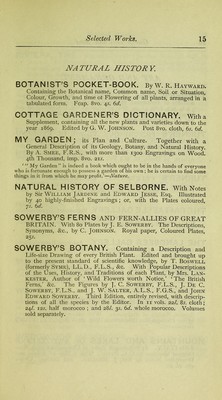 Selected Works. 15
NATURAL HISTORY.
BOTANIST'S POCKET-BOOK. By W. R. HAYWARD.
Containing the Botanical name, Common name, Soil or Situation,
Colour, Growth, and time of Flowering of all plants, arranged in a
tabulated form. Fcap. 8vo. 4s. 6d.
COTTAGE GARDENER'S DICTIONARY. With a
Supplement, containing all the new plants and varieties down to the
year 1869. Edited by G. W. JOHNSON. Post 8vo. cloth, 6s. 6d.
MY GARDEN; its Plan and Culture. Together with a
General Description of its Geology, Botany, and Natural History.
By A. SMEE, F.R.S., with more than 1300 Engravings on Wood.
4th Thousand. Imp. 8vo. 21s.
"'My Garden' is indeed a book which ought to be in the hands of everyone
who is fortunate enough to possess a garden of his own; he is certain to find some
things in it from which he may profit."—Nature.
NATURAL HISTORY OF SELBORNE. With Notes
by Sir WILLIAM JARDINE and EDWARD JESSE, Esq. Illustrated
by 40 highly-finished Engravings; or, with the Plates coloured,
7s. 6d.
SOWERBY'S FERNS AND FERN-ALLIES OF GREAT
BRITAIN. With 80 Plates by J. E. SOWERBY. The Descriptions,
Synonyms, &c., by C. JOHNSON. Royal paper, Coloured Plates,
25s.
SOWERBY'S BOTANY. Containing a Description and
Life-size Drawing of every British Plant. Edited and brought up
to the present standard of scientific knowledge, by T. BOSWELL
(formerly SYME), LL.D., F.L.S., &c. With Popular Descriptions
of the Uses, History, and Traditions of each Plant, by Mrs. LAN-
KESTER, Author of 'Wild Flowers worth Notice,' 'The British
Ferns,' &c. The Figures by J. C. SOWERBY, F.L.S., J. DE C.
SOWERBY, F.L.S., and J. W. SALTER, A.L.S., F.G.S., and JOHN
EDWARD SOWERBY. Third Edition, entirely revised, with descrip-
tions of all the species by the Editor. In 11 vols. 22l. 8s. cloth;
24l. 12s. half morocco; and 28l. 3s. 6d. whole morocco. Volumes
sold separately.